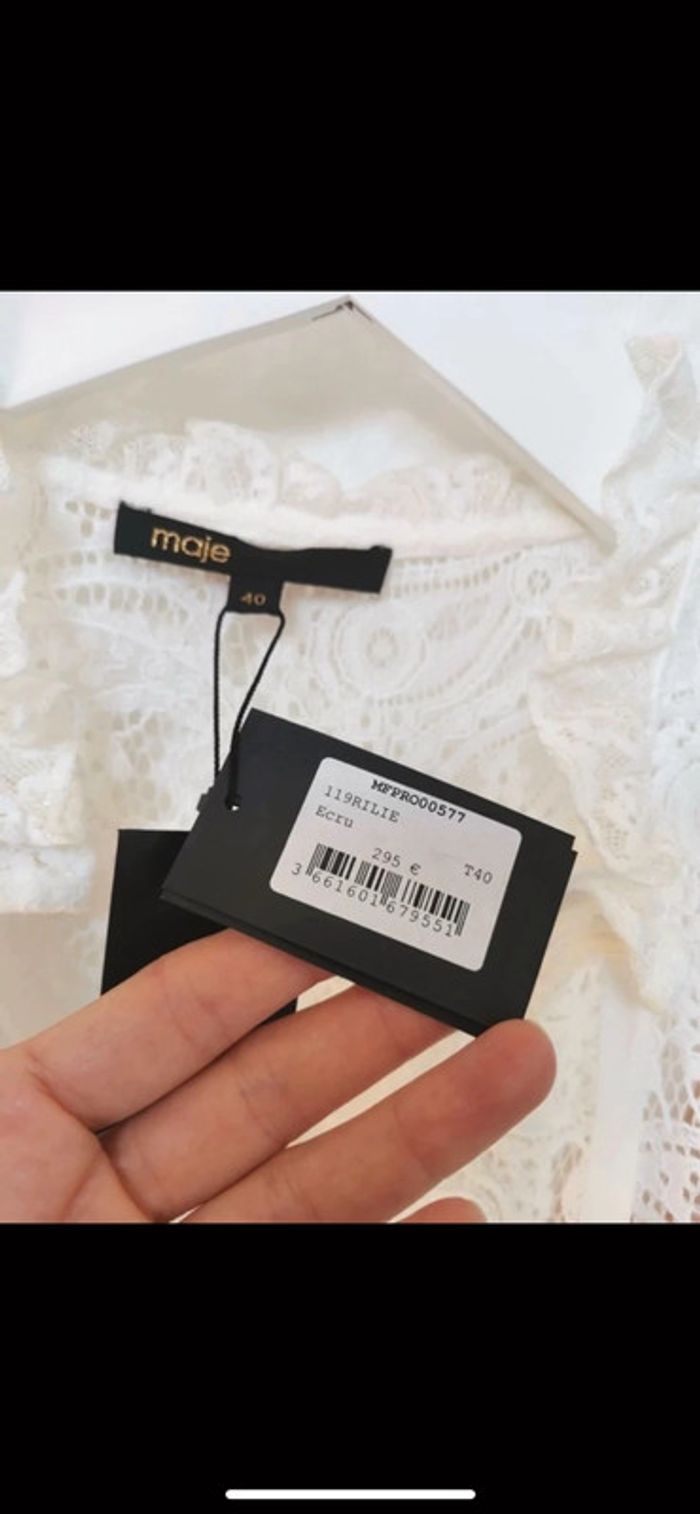 maje
40
MFPRO00577
119RILIE
Ecru
295 €
T40
3 661601 679551